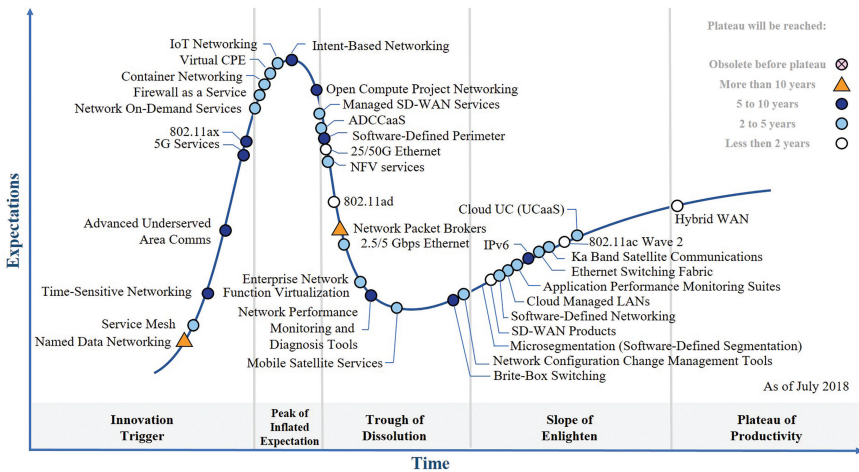 Plateau will be reached:
Obsolete before plateau
More than 10 years
5 to 10 years
2 to 5 years
Less then 2 years
Expectations
IoT Networking
Virtual CPE
Container Networking
Firewall as a Service
Network On-Demand Services
802.11ax
5G Services
Advanced Underserved
Area Comms
Time-Sensitive Networking
Service Mesh
Named Data Networking
Intent-Based Networking
Open Compute Project Networking
Managed SD-WAN Services
ADCCaaS
Software-Defined Perimeter
25/50G Ethernet
NFV services
802.11ad
Network Packet Brokers
2.5/5 Gbps Ethernet
Enterprise Network
Function Virtualization
Network Performance
Monitoring and
Diagnosis Tools
Mobile Satellite Services
Cloud UC (UCaaS)
Hybrid WAN
IPv6
802.11ac Wave 2
Ka Band Satellite Communications
Ethernet Switching Fabric
Application Performance Monitoring Suites
Cloud Managed LANs
Software-Defined Networking
SD-WAN Products
Microsegmentation (Software-Defined Segmentation)
Network Configuration Change Management Tools
Brite-Box Switching
As of July 2018
Innovation
Trigger
Peak of
Inflated
Expectation
Trough of
Dissolution
Slope of
Enlighten
Plateau of
Productivity
Time